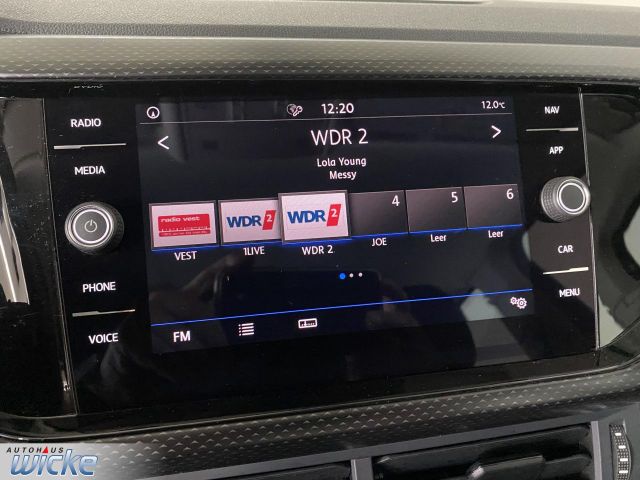 RADIO
MEDIA
PHONE
VOICE
12:20
12.0°C
<
WDR 2
>
Lola Young
Messy
radio vest
WDR 2
WDR 2
4
5
6
VEST
1LIVE
WDR 2
JOE
Leer
Leer
FM
NAV
APP
CAR
MENU
AUTOHAUS
WICKE